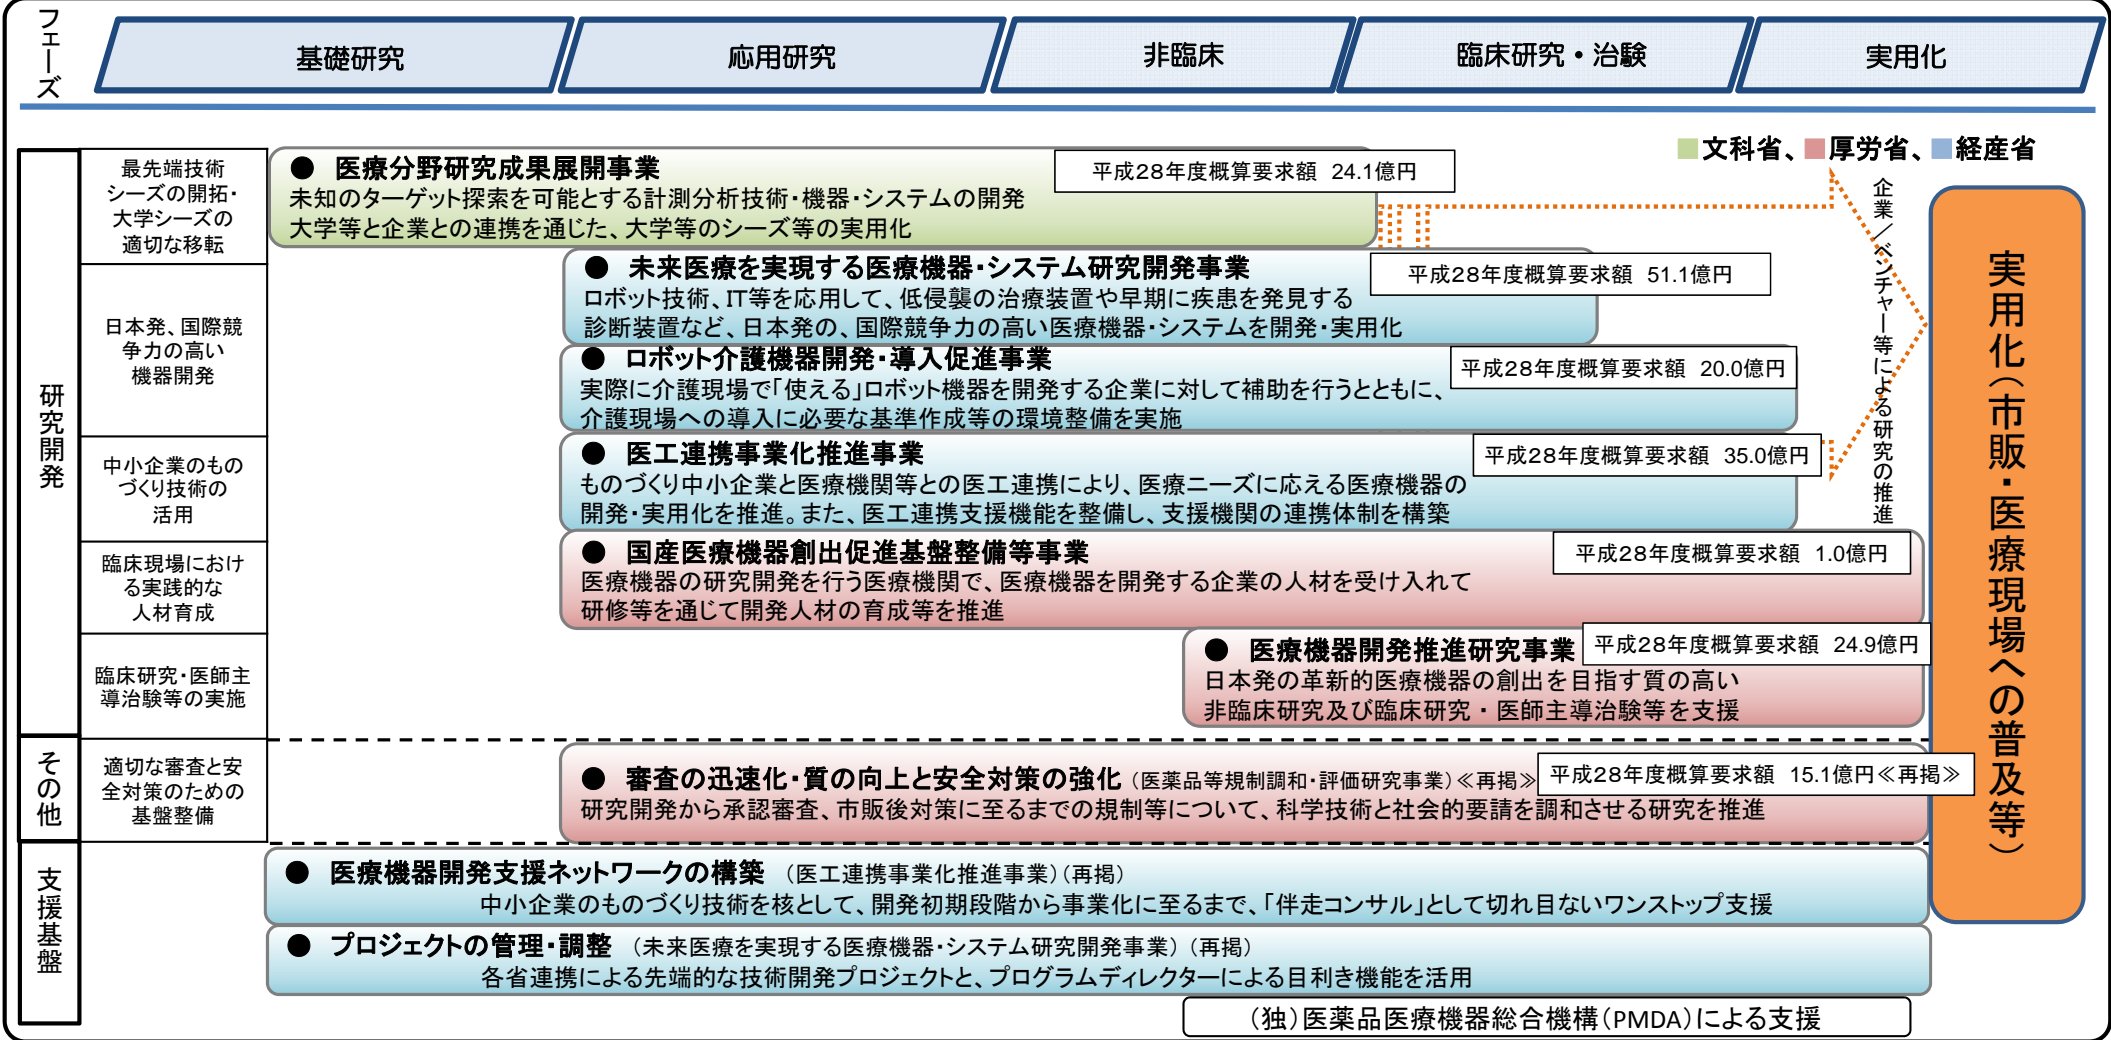 フェーズ
基礎研究
応用研究
非臨床
臨床研究・治験
実用化
■文科省、■厚労省、■経産省
研究開発
最先端技術
シーズの開拓・
大学シーズの
適切な移転
● 医療分野研究成果展開事業
平成28年度概算要求額 24.1億円
未知のターゲット探索を可能とする計測分析技術・機器・システムの開発
大学等と企業との連携を通じた、大学等のシーズ等の実用化
日本発、国際競
争力の高い
機器開発
● 未来医療を実現する医療機器・システム研究開発事業
平成28年度概算要求額 51.1億円
ロボット技術、IT等を応用して、低侵襲の治療装置や早期に疾患を発見する
診断装置など、日本発の、国際競争力の高い医療機器・システムを開発・実用化
● ロボット介護機器開発・導入促進事業
平成28年度概算要求額 20.0億円
実際に介護現場で「使える」ロボット機器を開発する企業に対して補助を行うとともに、
介護現場への導入に必要な基準作成等の環境整備を実施
中小企業のもの
づくり技術の
活用
● 医工連携事業化推進事業
平成28年度概算要求額 35.0億円
ものづくり中小企業と医療機関等との医工連携により、医療ニーズに応える医療機器の
開発・実用化を推進。また、医工連携支援機能を整備し、支援機関の連携体制を構築
臨床現場におけ
る実践的な
人材育成
● 国産医療機器創出促進基盤整備等事業
平成28年度概算要求額 1.0億円
医療機器の研究開発を行う医療機関で、医療機器を開発する企業の人材を受け入れて
研修等を通じて開発人材の育成等を推進
臨床研究・医師主
導治験等の実施
● 医療機器開発推進研究事業
平成28年度概算要求額 24.9億円
日本発の革新的医療機器の創出を目指す質の高い
非臨床研究及び臨床研究・医師主導治験等を支援
企業／ベンチャー等による研究の推進
実用化（市販・医療現場への普及等）
その他
適切な審査と安
全対策のための
基盤整備
● 審査の迅速化・質の向上と安全対策の強化（医薬品等規制調和・評価研究事業）≪再掲≫
平成28年度概算要求額 15.1億円≪再掲≫
研究開発から承認審査、市販後対策に至るまでの規制等について、科学技術と社会的要請を調和させる研究を推進
支援基盤
● 医療機器開発支援ネットワークの構築 （医工連携事業化推進事業）（再掲）
中小企業のものづくり技術を核として、開発初期段階から事業化に至るまで、「伴走コンサル」として切れ目ないワンストップ支援
● プロジェクトの管理・調整 （未来医療を実現する医療機器・システム研究開発事業）（再掲）
各省連携による先端的な技術開発プロジェクトと、プログラムディレクターによる目利き機能を活用
（独）医薬品医療機器総合機構（PMDA）による支援